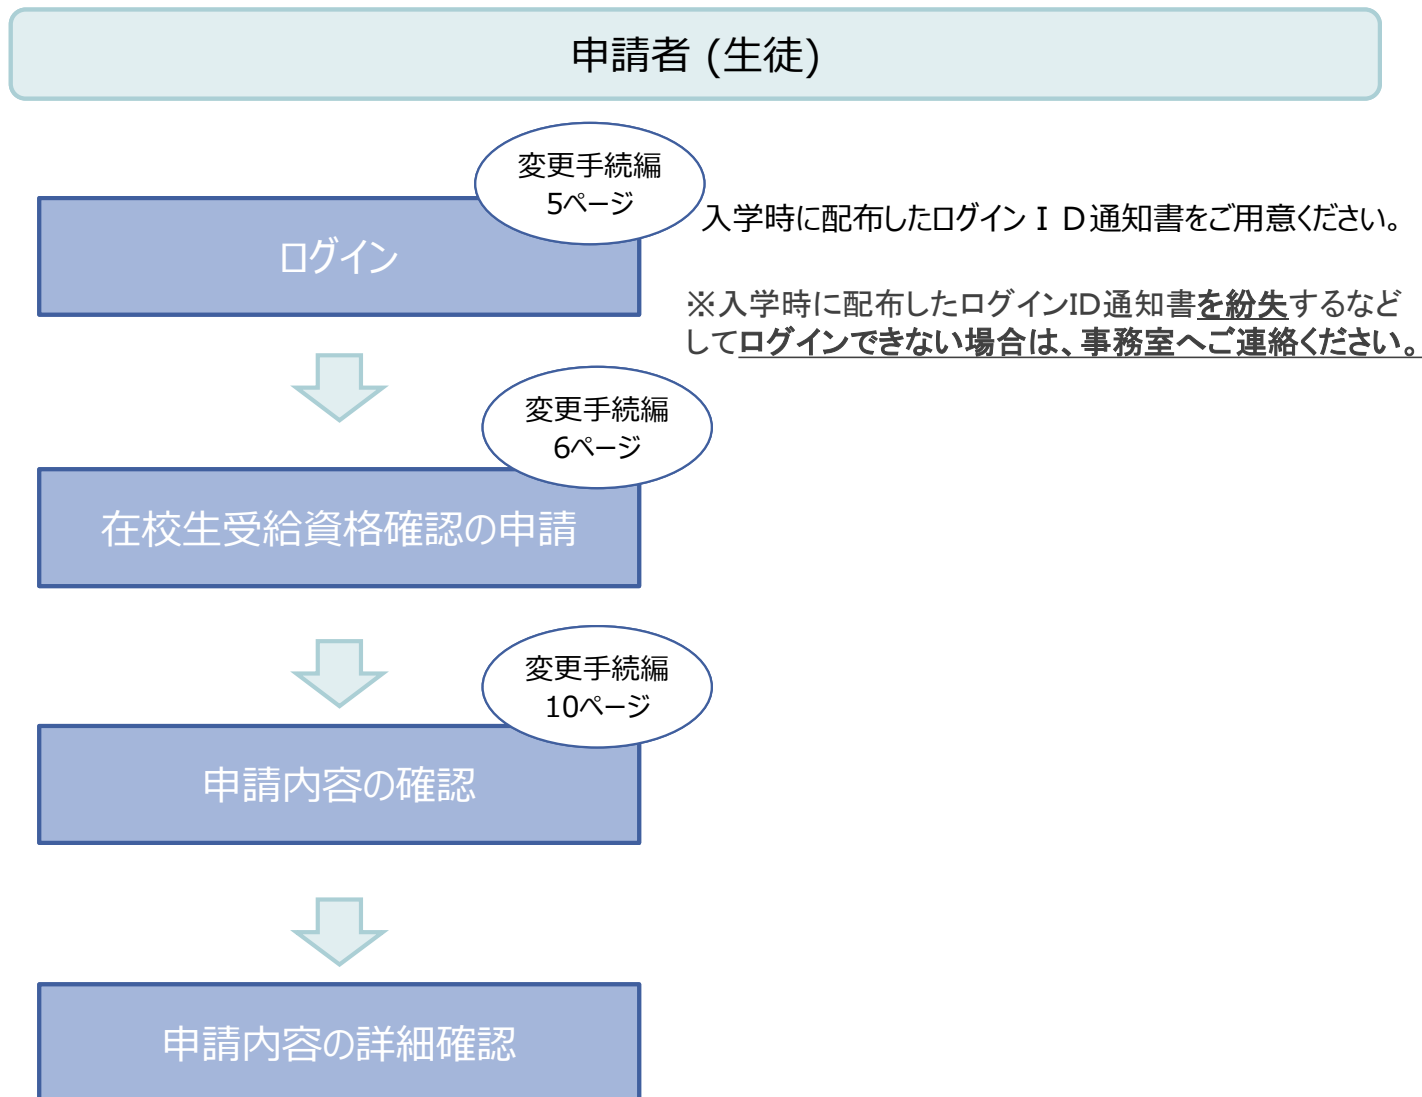 申請者 (生徒)
変更手続編
5ページ
ログイン
入学時に配布したログインＩＤ通知書をご用意ください。
※入学時に配布したログインID通知書を紛失するなど
してログインできない場合は、事務室へご連絡ください。
変更手続編
6ページ
在校生受給資格確認の申請
変更手続編
10ページ
申請内容の確認
申請内容の詳細確認